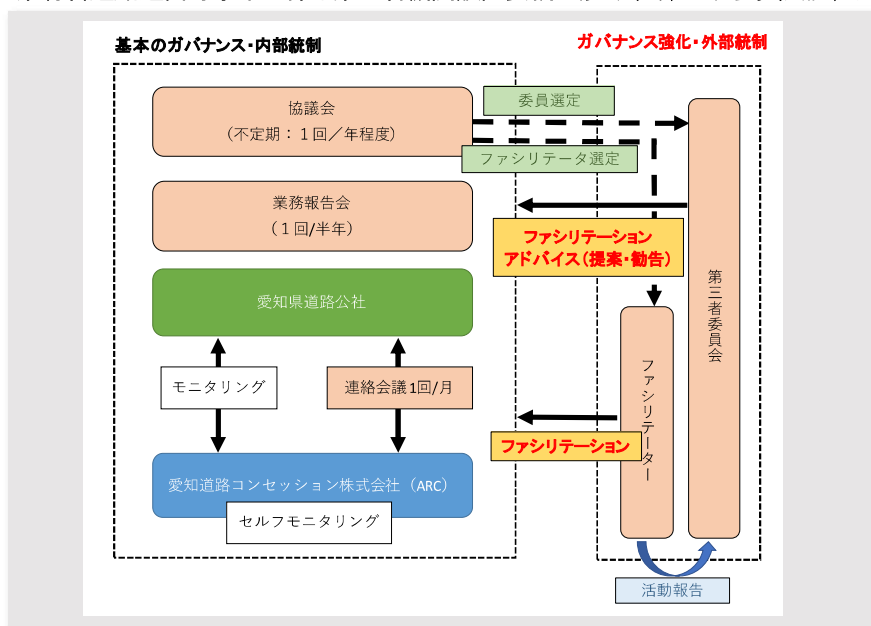 基本のガバナンス・内部統制
ガバナンス強化・外部統制
協議会
(不定期：１回／年程度)
委員選定
ファシリテータ選定
業務報告会
(１回/半年)
ファシリテーション
アドバイス(提案・勧告)
愛知県道路公社
第三者委員会
モニタリング
連絡会議1回/月
ファシリテーター
ファシリテーション
愛知道路コンセッション株式会社（ARC）
セルフモニタリング
活動報告